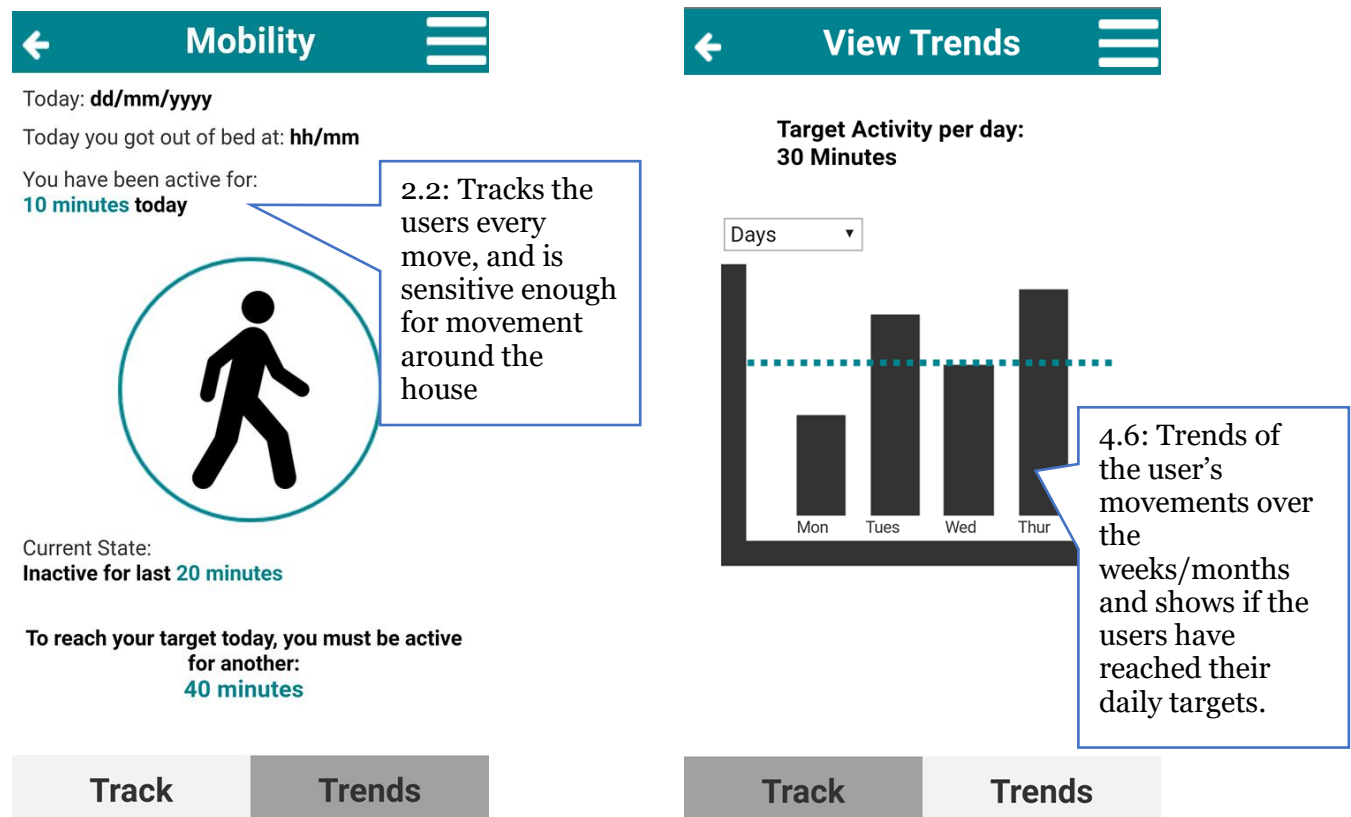 Mobility
Today: dd/mm/yyyy
Today you got out of bed at: hh/mm
You have been active for:
10 minutes today
2.2: Tracks the
users every
move, and is
sensitive enough
for movement
around the
house
Current State:
Inactive for last 20 minutes
To reach your target today, you must be active
for another:
40 minutes
Track
Trends
View Trends
Target Activity per day:
30 Minutes
Days
Mon
Tues
Wed
Thur
4.6: Trends of
the user’s
movements over
the
weeks/months
and shows if the
users have
reached their
daily targets.
Track
Trends